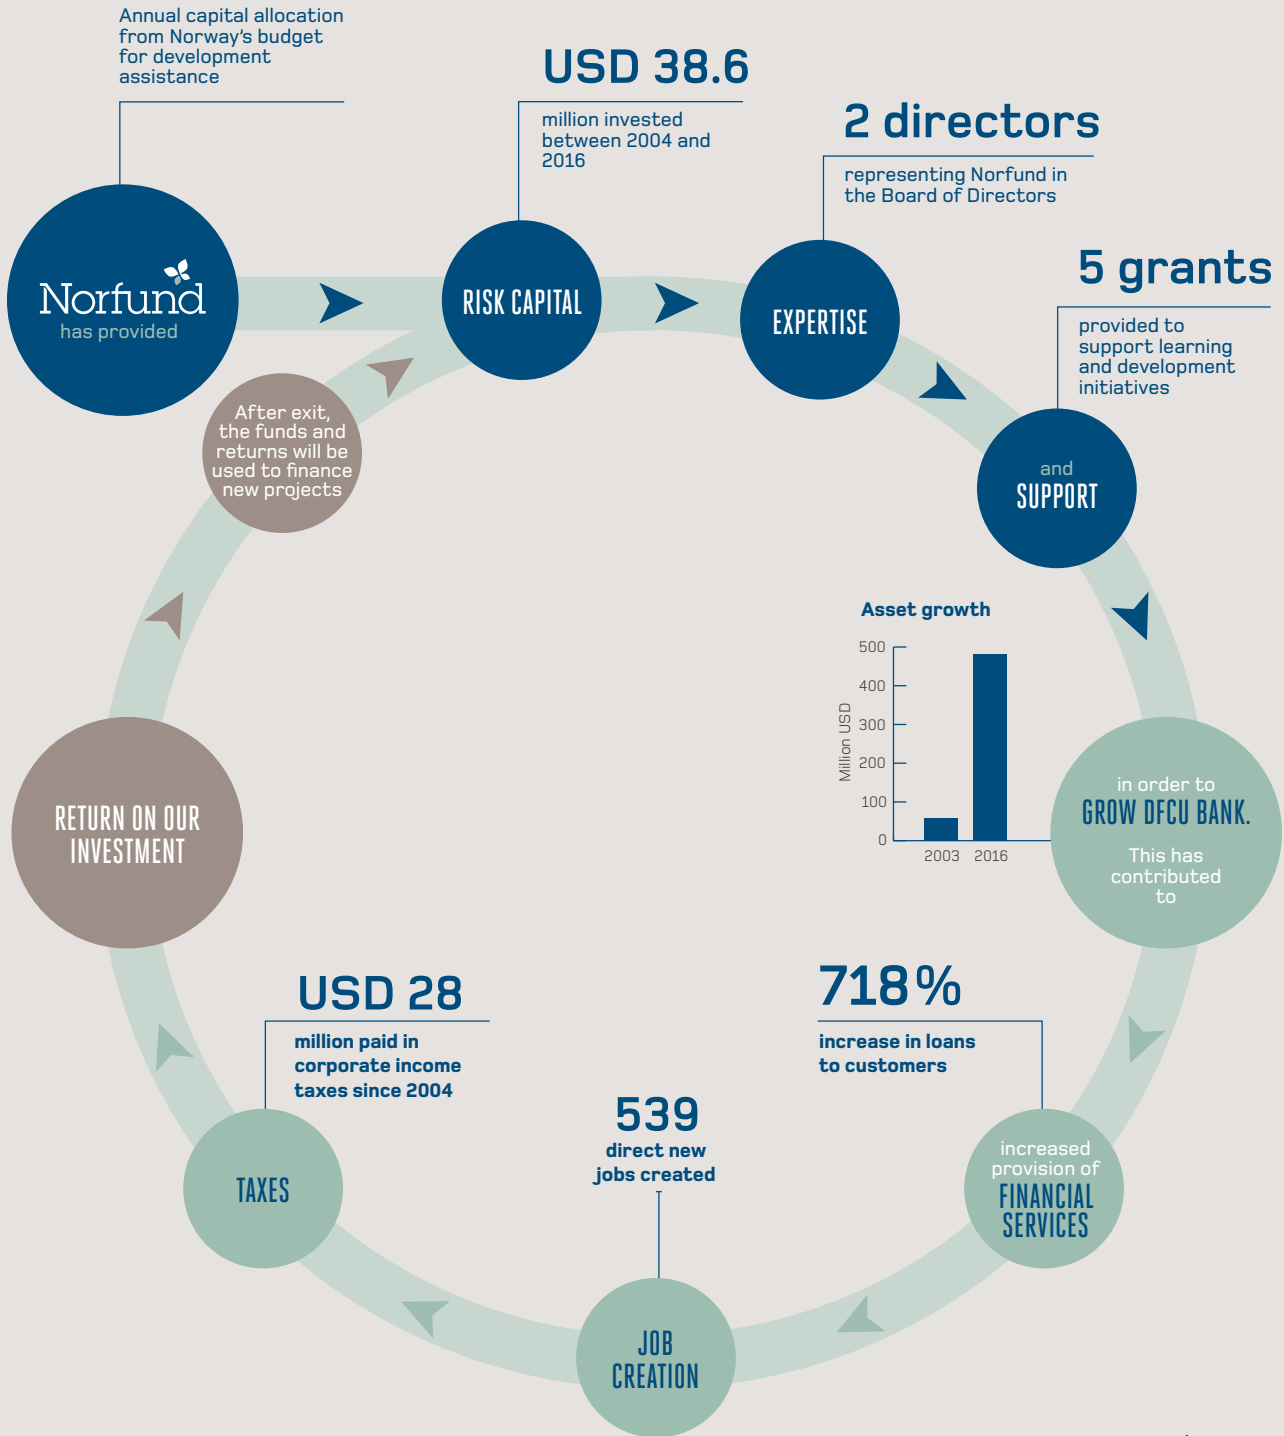 Annual capital allocation
from Norway's budget
for development
assistance
USD 38.6
million invested
between 2004 and
2016
2 directors
representing Norfund in
the Board of Directors
5 grants
provided to
support learning
and development
initiatives
Norfund
has provided
RISK CAPITAL
EXPERTISE
and
SUPPORT
After exit,
the funds and
returns will be
used to finance
new projects
Asset growth
Million USD
500
400
300
200
100
0
2003 2016
in order to
GROW DFCU BANK.
This has
contributed
to
RETURN ON OUR
INVESTMENT
USD 28
million paid in
corporate income
taxes since 2004
718%
increase in loans
to customers
539
direct new
jobs created
TAXES
increased
provision of
FINANCIAL
SERVICES
JOB
CREATION